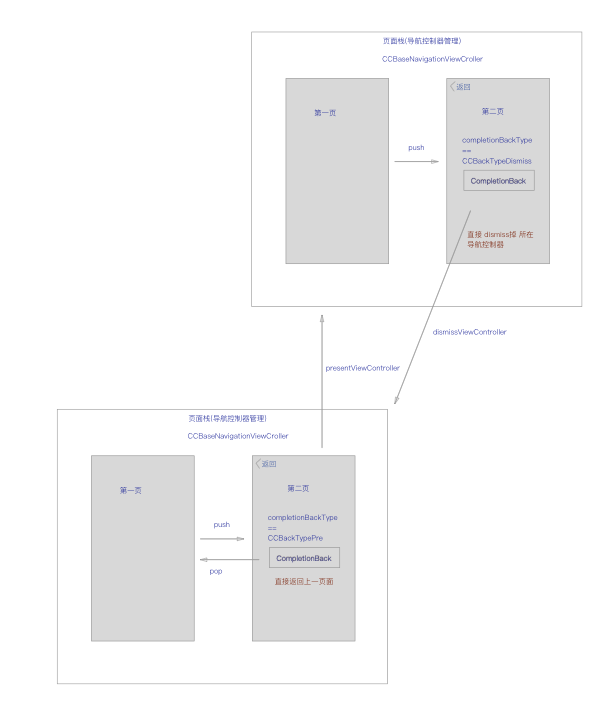 页面栈(导航控制器管理)
CCBaseNavigationViewCroller
返回
第一页
第二页
push
completionBackType
==
CCBackTypeDismiss
CompletionBack
直接 dismiss掉 所在
导航控制器
dismissViewController
presentViewController
页面栈(导航控制器管理)
CCBaseNavigationViewCroller
返回
第一页
第二页
push
completionBackType
==
CCBackTypePre
CompletionBack
pop
直接返回上一页面